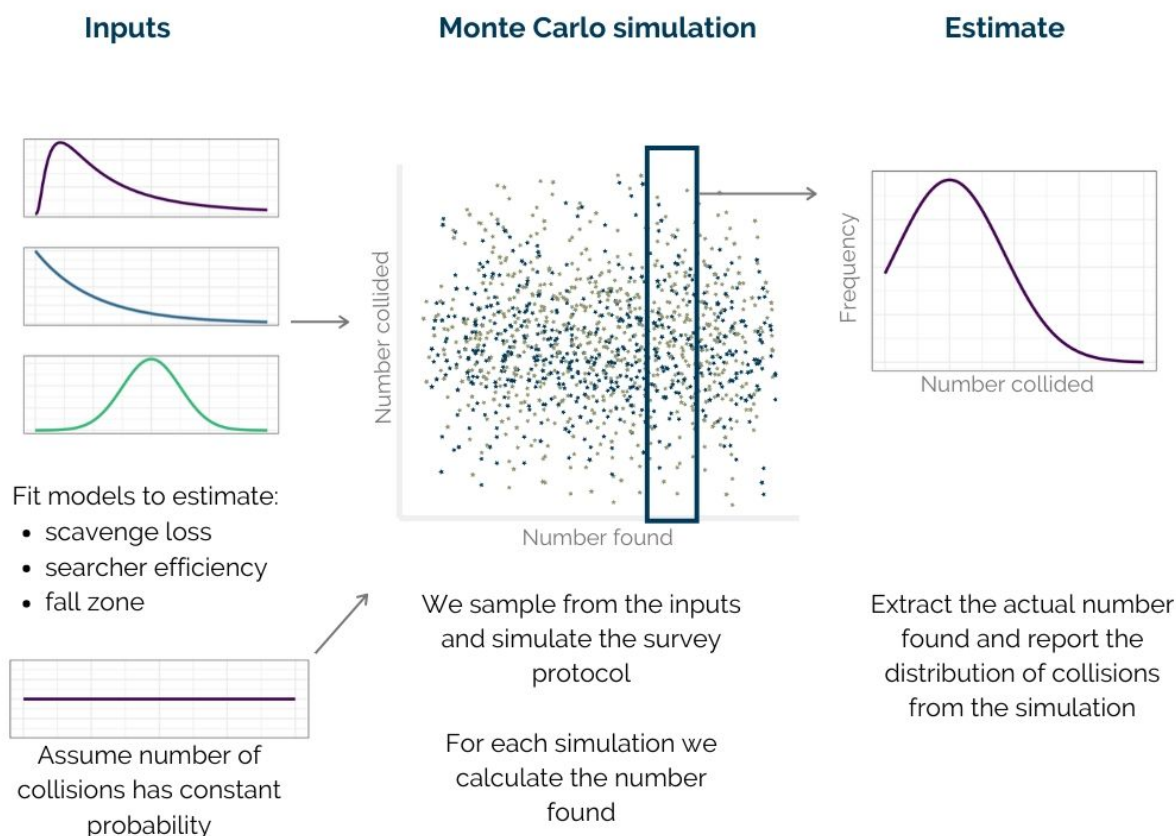 Inputs
Monte Carlo simulation
Estimate
Number collided
Number found
Frequency
Number collided
Fit models to estimate:
• scavenge loss
• searcher efficiency
• fall zone
Assume number of
collisions has constant
probability
We sample from the inputs
and simulate the survey
protocol
For each simulation we
calculate the number
found
Extract the actual number
found and report the
distribution of collisions
from the simulation